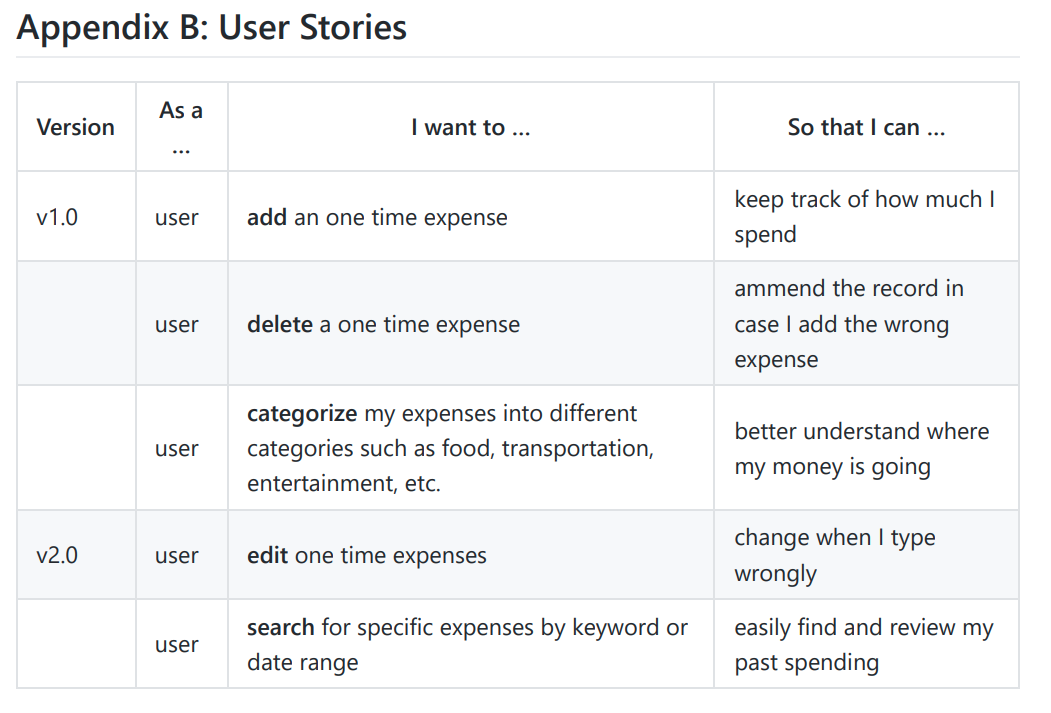 Appendix B: User Stories
Version
As a
...
I want to ...
So that I can ...
v1.0
user
add an one time expense
keep track of how much I
spend
user
delete a one time expense
ammend the record in
case I add the wrong
expense
user
categorize my expenses into different
categories such as food, transportation,
entertainment, etc.
better understand where
my money is going
v2.0
user
edit one time expenses
change when I type
wrongly
user
search for specific expenses by keyword or
date range
easily find and review my
past spending